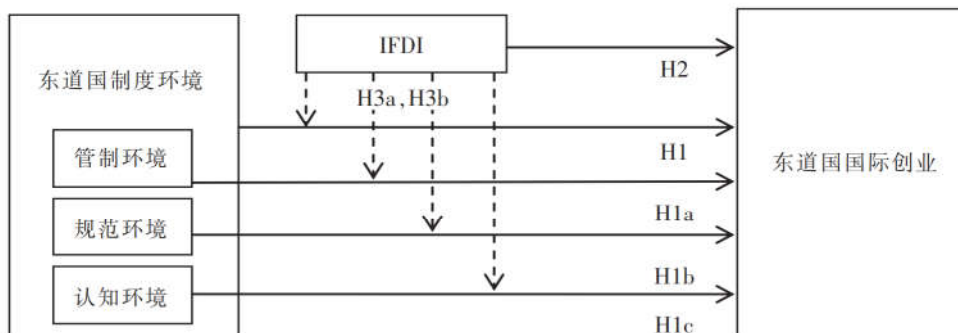 IFDI
H2
东道国制度环境
H3a,H3b
H1
管制环境
东道国国际创业
H1a
规范环境
H1b
认知环境
H1c